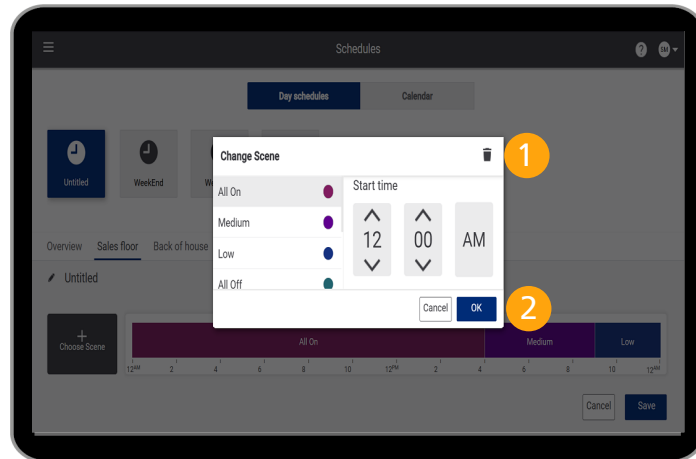 Schedules
?
SM
Day schedules Calendar
Untitled WeekEnd
Change Scene
1
All On
Medium
Low
All Off
Start time
12 00 AM
Cancel OK
2
Overview Sales floor Back of house
Untitled
+
Choose Scene
All On Medium Low
12AM 2 4 6 8 10 12PM 2 4 6 8 10 12AM
Cancel Save